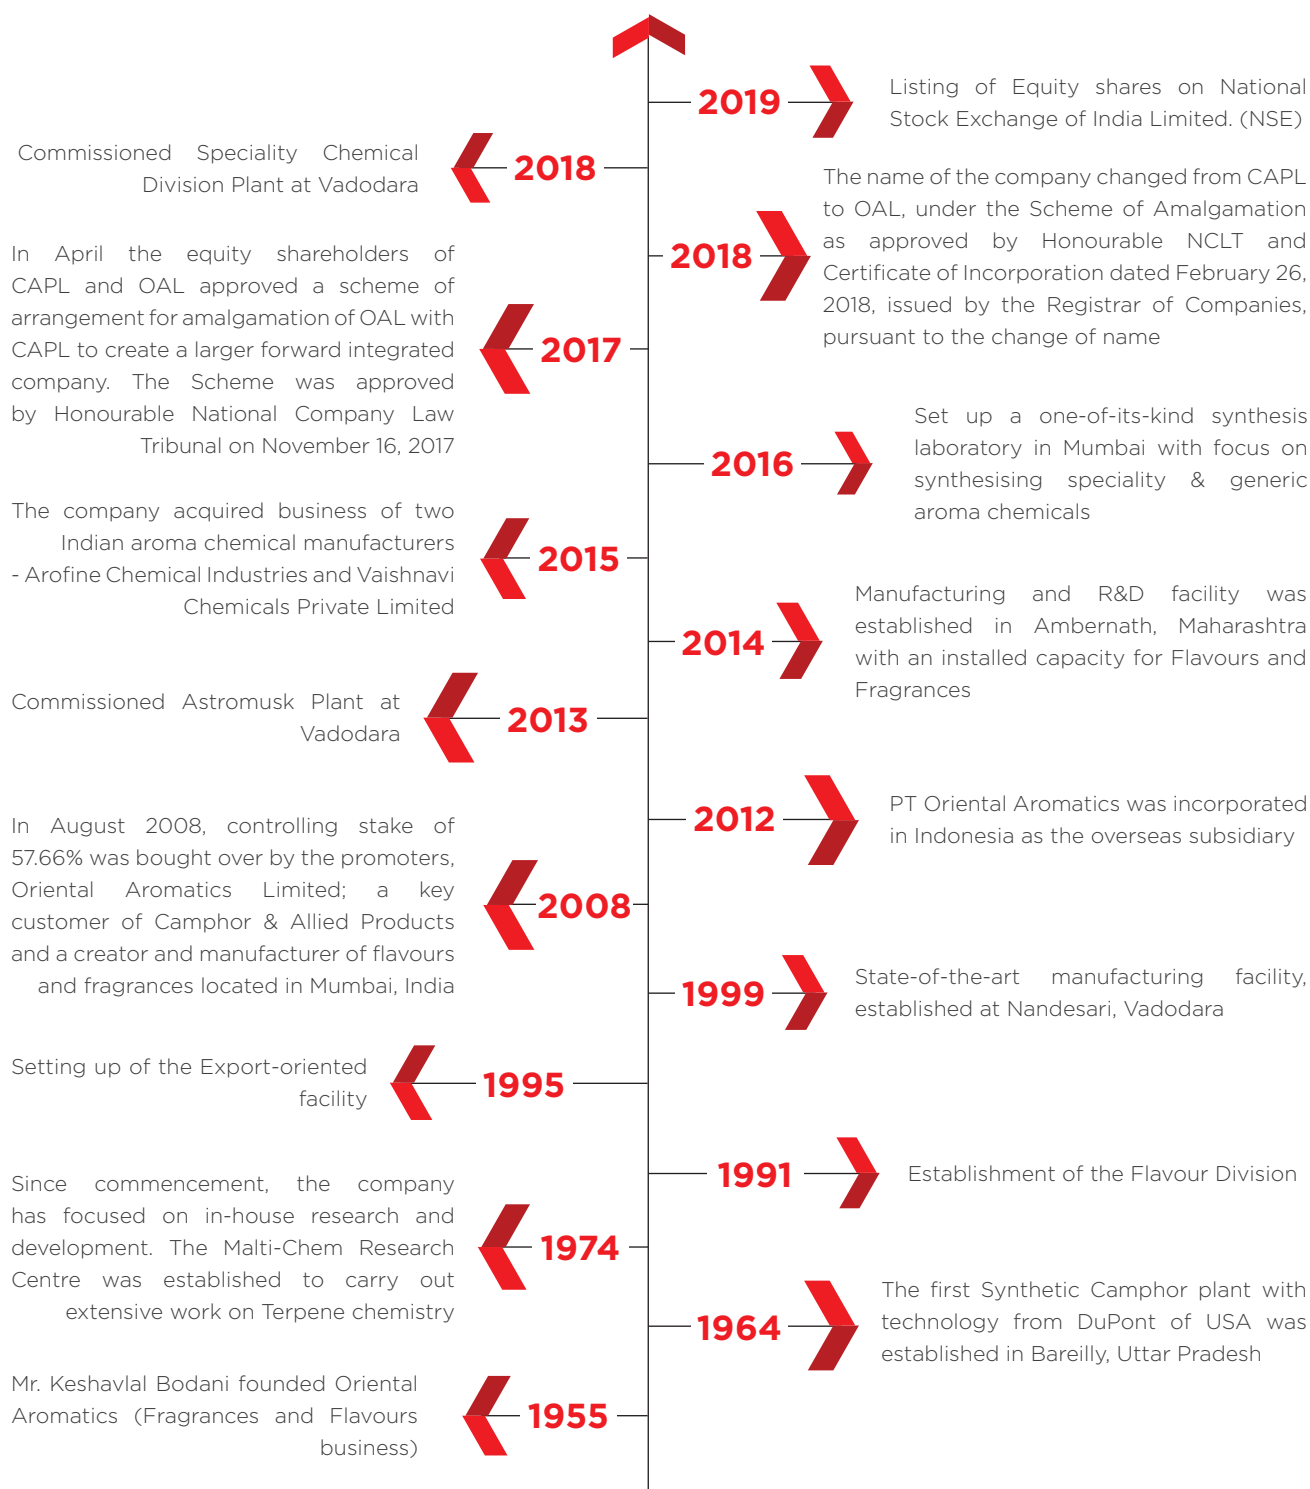 2019
Listing of Equity shares on National
Stock Exchange of India Limited. (NSE)
Commissioned Speciality Chemical
Division Plant at Vadodara
2018
2018
The name of the company changed from CAPL
to OAL, under the Scheme of Amalgamation
as approved by Honourable NCLT and
Certificate of Incorporation dated February 26,
2018, issued by the Registrar of Companies,
pursuant to the change of name
In April the equity shareholders of
CAPL and OAL approved a scheme of
arrangement for amalgamation of OAL with
CAPL to create a larger forward integrated
company. The Scheme was approved
by Honourable National Company Law
Tribunal on November 16, 2017
2017
2016
Set up a one-of-its-kind synthesis
laboratory in Mumbai with focus on
synthesising speciality & generic
aroma chemicals
The company acquired business of two
Indian aroma chemical manufacturers
- Arofine Chemical Industries and Vaishnavi
Chemicals Private Limited
2015
2014
Manufacturing and R&D facility was
established in Ambernath, Maharashtra
with an installed capacity for Flavours and
Fragrances
Commissioned Astromusk Plant at
Vadodara
2013
2012
PT Oriental Aromatics was incorporated
in Indonesia as the overseas subsidiary
In August 2008, controlling stake of
57.66% was bought over by the promoters,
Oriental Aromatics Limited; a key
customer of Camphor & Allied Products
and a creator and manufacturer of flavours
and fragrances located in Mumbai, India
2008
1999
State-of-the-art manufacturing facility,
established at Nandesari, Vadodara
Setting up of the Export-oriented
facility
1995
1991
Establishment of the Flavour Division
Since commencement, the company
has focused on in-house research and
development. The Malti-Chem Research
Centre was established to carry out
extensive work on Terpene chemistry
1974
1964
The first Synthetic Camphor plant with
technology from DuPont of USA was
established in Bareilly, Uttar Pradesh
Mr. Keshavlal Bodani founded Oriental
Aromatics (Fragrances and Flavours
business)
1955